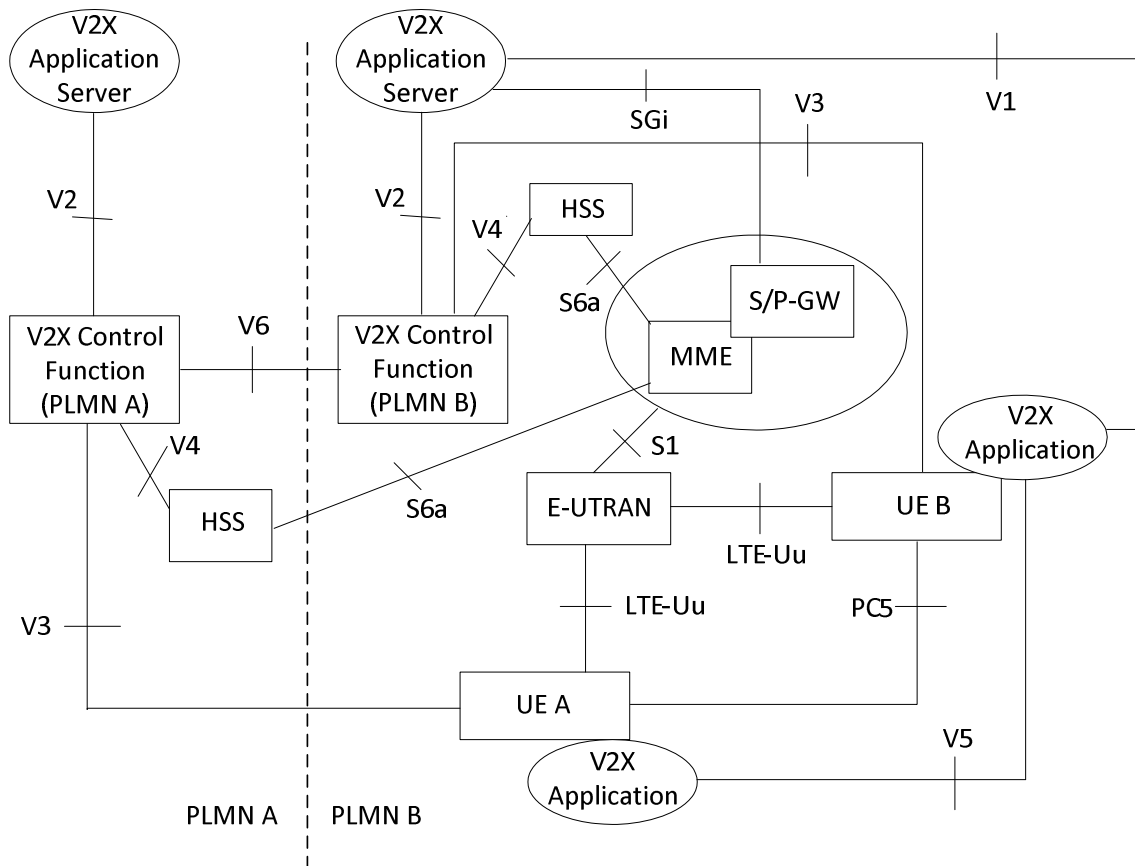 V2X
Application
Server
V2X
Application
Server
V1
SGi
V3
V2
V2
V4
HSS
S6a
S/P-GW
MME
V2X Control
Function
(PLMN A)
V6
V2X Control
Function
(PLMN B)
V4
HSS
S6a
S1
V2X
Application
E-UTRAN
UE B
LTE-Uu
V3
LTE-Uu
PC5
UE A
V2X
Application
V5
PLMN A
PLMN B